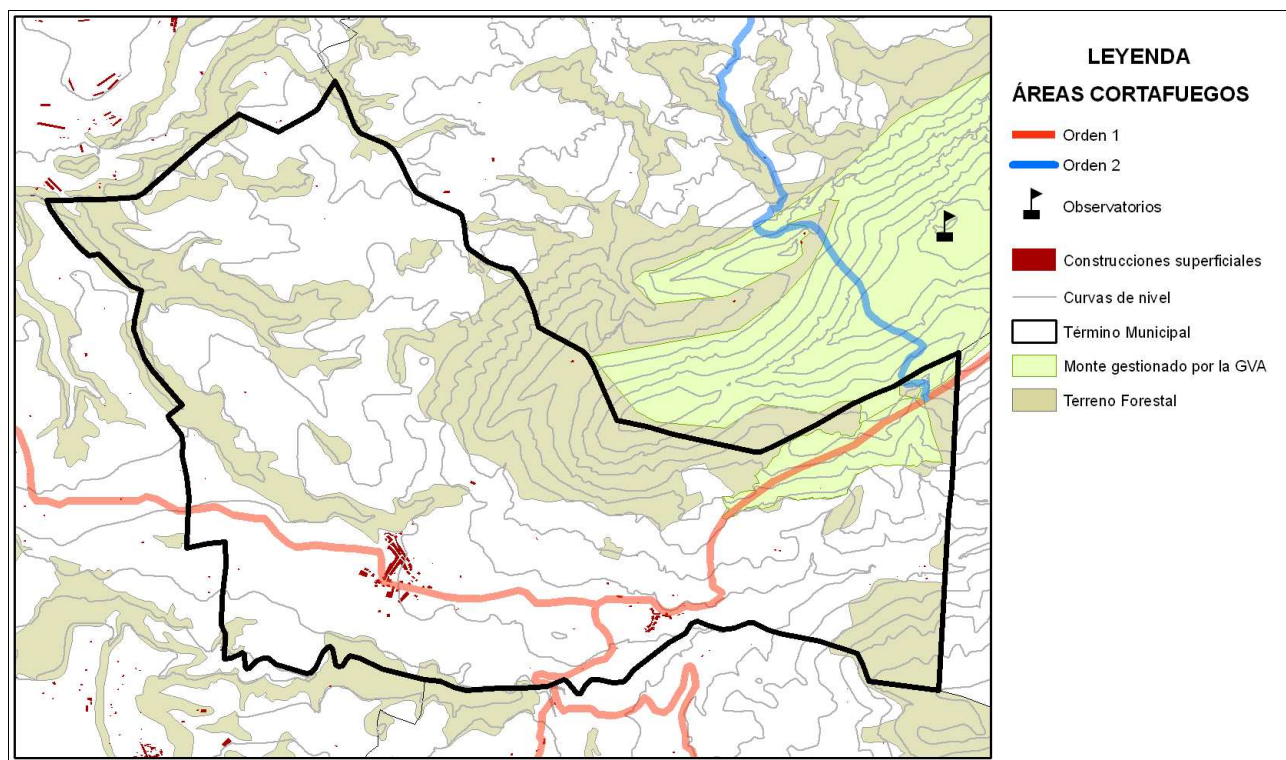 LEYENDA
ÁREAS CORTAFUEGOS
Orden 1
Orden 2
Observatorios
Construcciones superficiales
Curvas de nivel
Término Municipal
Monte gestionado por la GVA
Terreno Forestal